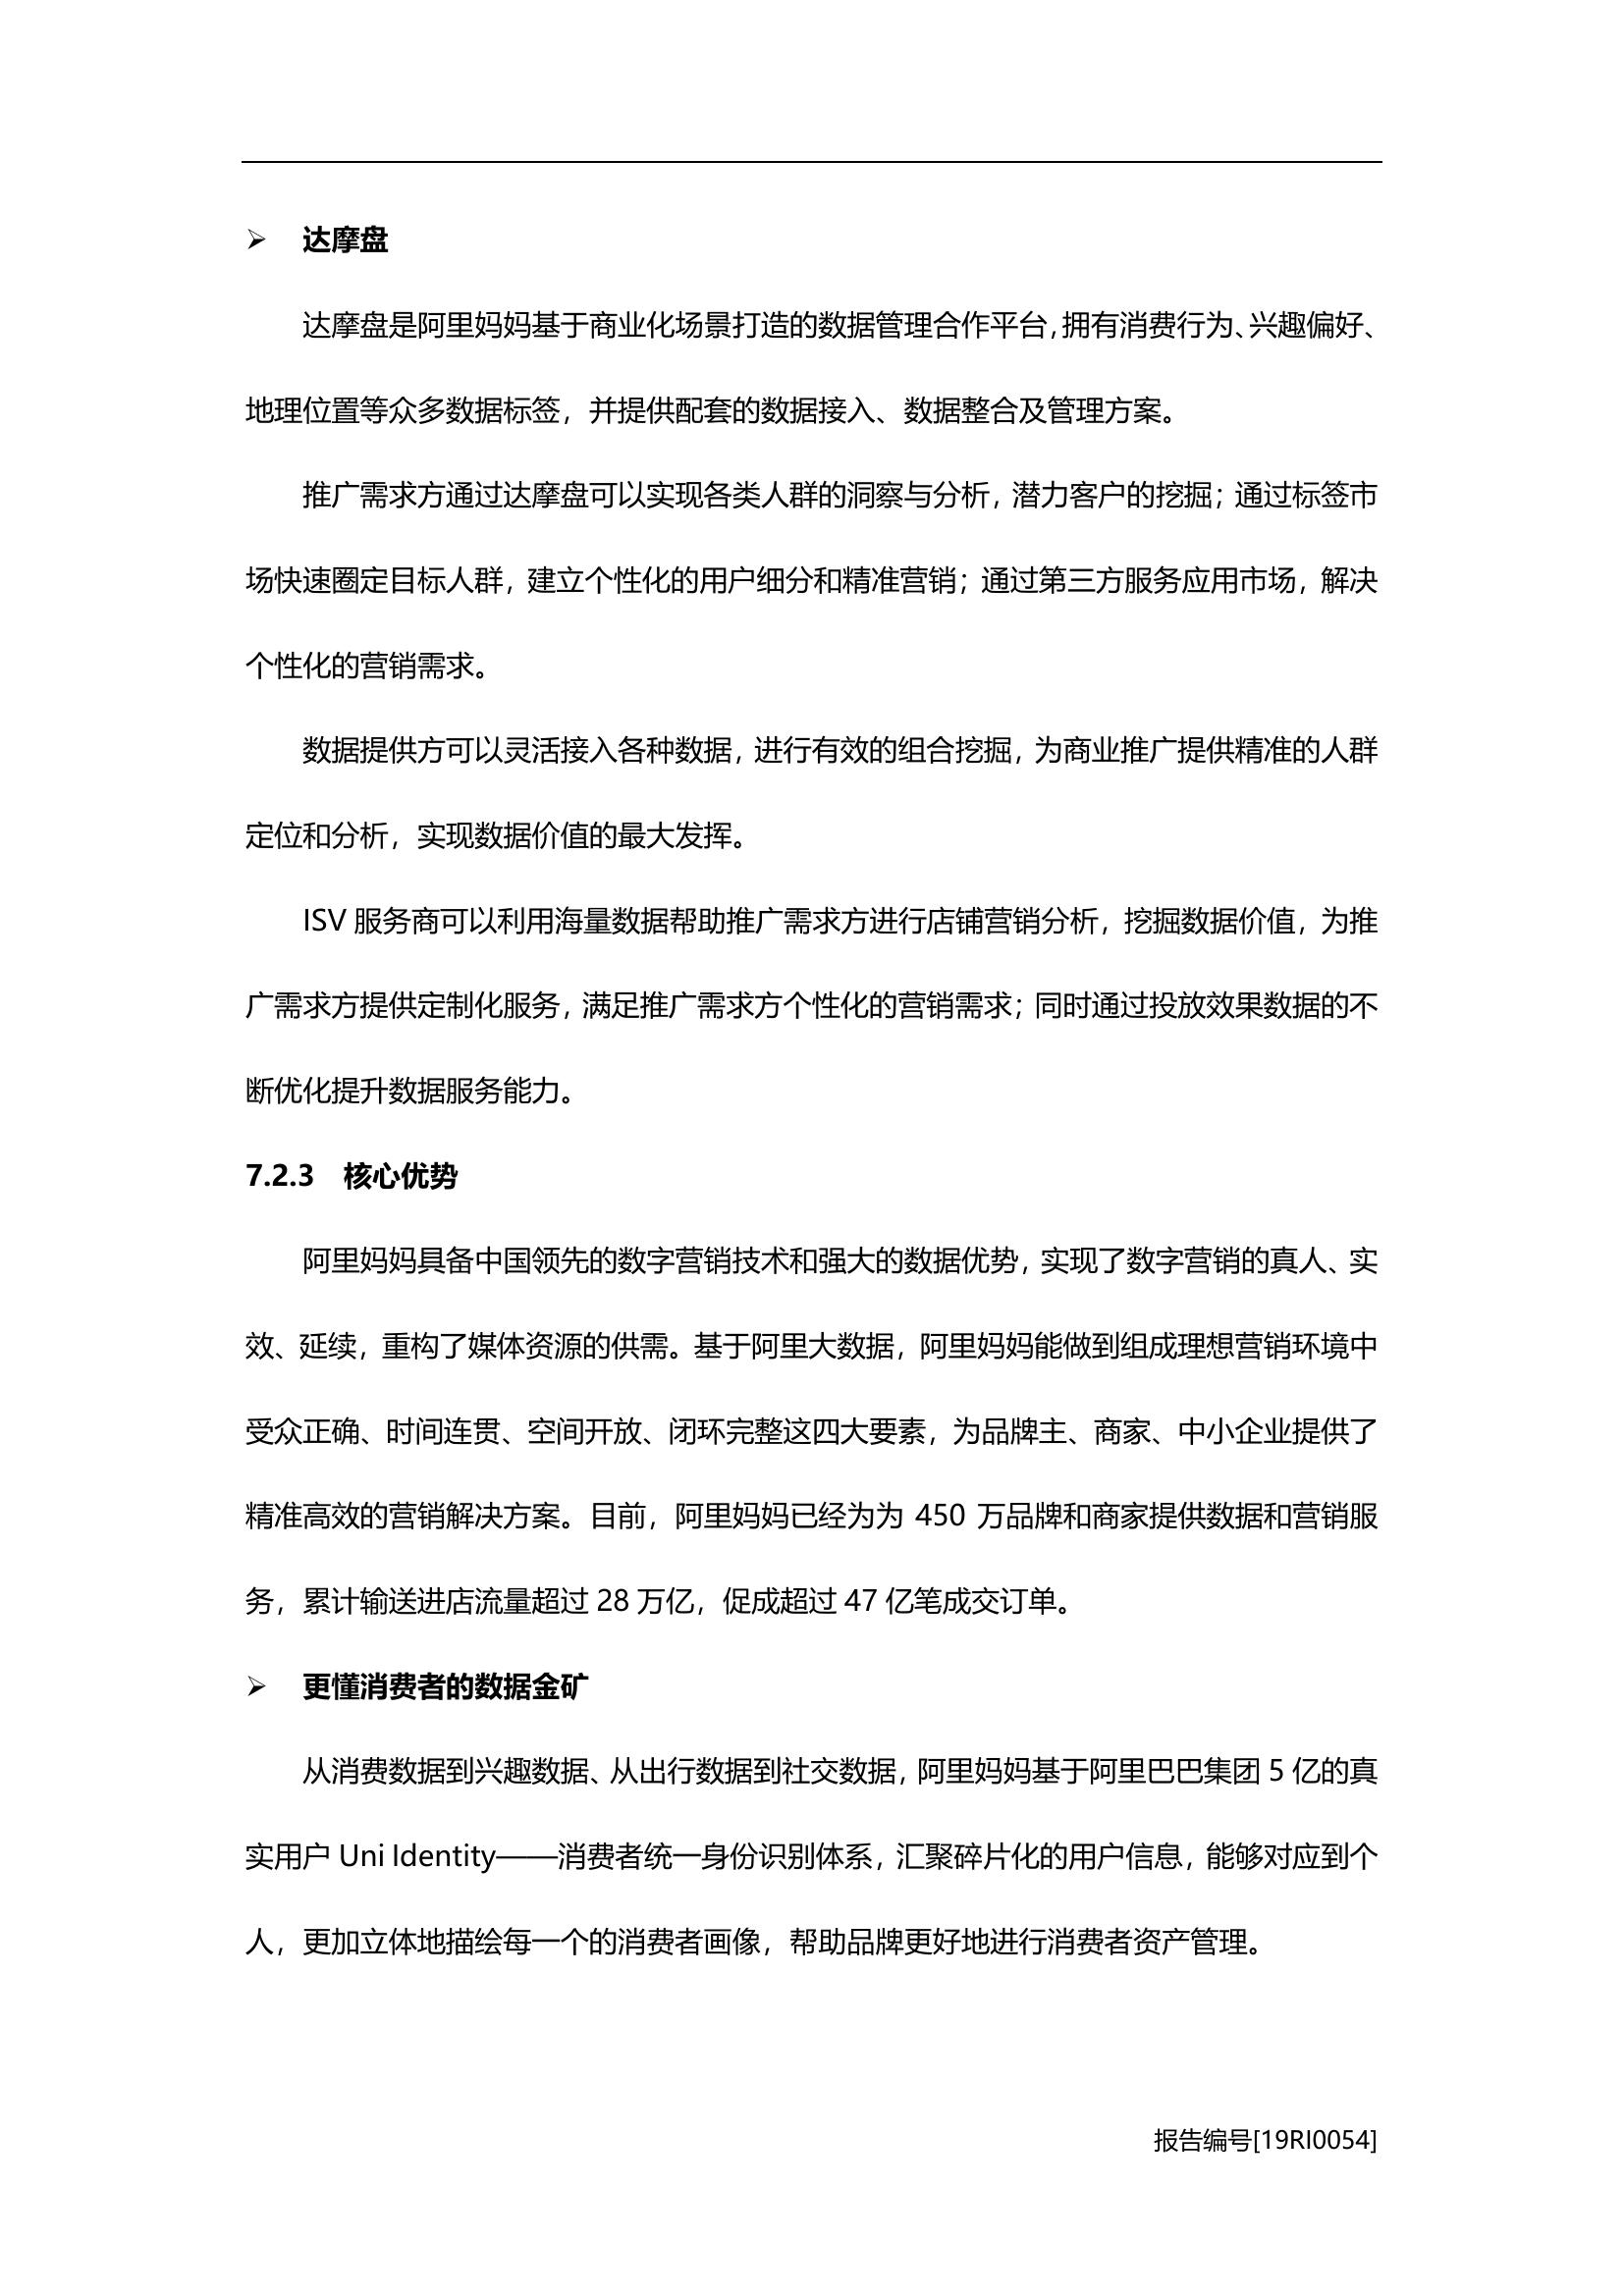 ➢ 达摩盘
达摩盘是阿里妈妈基于商业化场景打造的数据管理合作平台，拥有消费行为、兴趣偏好、
地理位置等众多数据标签，并提供配套的数据接入、数据整合及管理方案。
推广需求方通过达摩盘可以实现各类人群的洞察与分析，潜力客户的挖掘；通过标签市
场快速圈定目标人群，建立个性化的用户细分和精准营销；通过第三方服务应用市场，解决
个性化的营销需求。
数据提供方可以灵活接入各种数据，进行有效的组合挖掘，为商业推广提供精准的人群
定位和分析，实现数据价值的最大发挥。
ISV 服务商可以利用海量数据帮助推广需求方进行店铺营销分析，挖掘数据价值，为推
广需求方提供定制化服务，满足推广需求方个性化的营销需求；同时通过投放效果数据的不
断优化提升数据服务能力。
7.2.3 核心优势
阿里妈妈具备中国领先的数字营销技术和强大的数据优势，实现了数字营销的真人、实
效、延续，重构了媒体资源的供需。基于阿里大数据，阿里妈妈能做到组成理想营销环境中
受众正确、时间连贯、空间开放、闭环完整这四大要素，为品牌主、商家、中小企业提供了
精准高效的营销解决方案。目前，阿里妈妈已经为为 450 万品牌和商家提供数据和营销服
务，累计输送进店流量超过 28 万亿，促成超过 47 亿笔成交订单。
➢ 更懂消费者的数据金矿
从消费数据到兴趣数据、从出行数据到社交数据，阿里妈妈基于阿里巴巴集团 5 亿的真
实用户 Uni Identity——消费者统一身份识别体系，汇聚碎片化的用户信息，能够对应到个
人，更加立体地描绘每一个的消费者画像，帮助品牌更好地进行消费者资产管理。
报告编号[19RI0054]